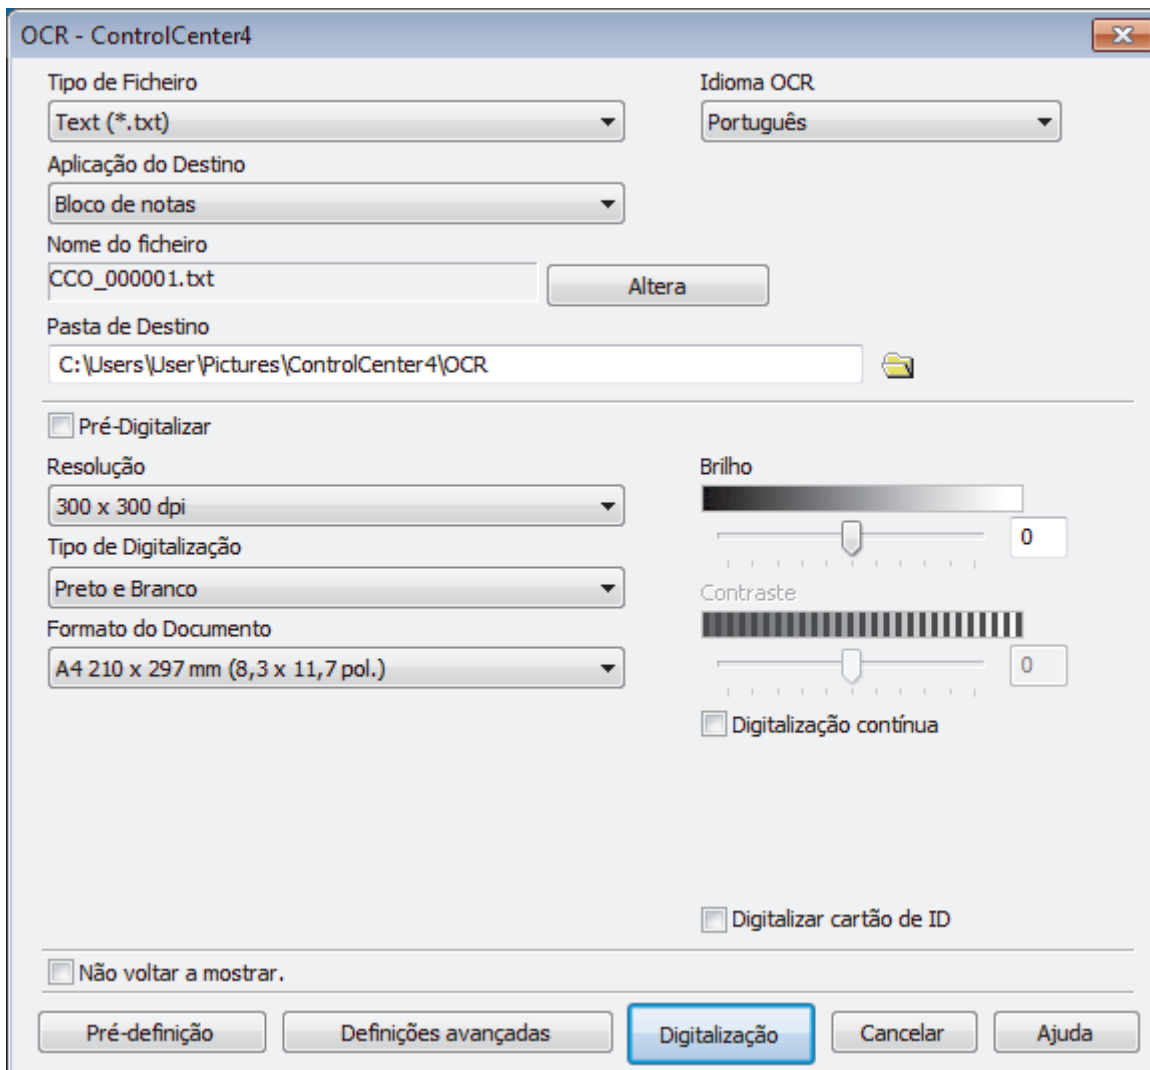 OCR - ControlCenter4
Tipo de Ficheiro
Text (*.txt)
Idioma OCR
Português
Aplicação do Destino
Bloco de notas
Nome do ficheiro
CCO_000001.txt
Altera
Pasta de Destino
C:\Users\User\Pictures\ControlCenter4\OCR
Pré-Digitalizar
Resolução
300 x 300 dpi
Tipo de Digitalização
Preto e Branco
Formato do Documento
A4 210 x 297 mm (8,3 x 11,7 pol.)
Brilho
0
Contraste
0
Digitalização contínua
Digitalizar cartão de ID
Não voltar a mostrar.
Pré-definição
Definições avançadas
Digitalização
Cancelar
Ajuda